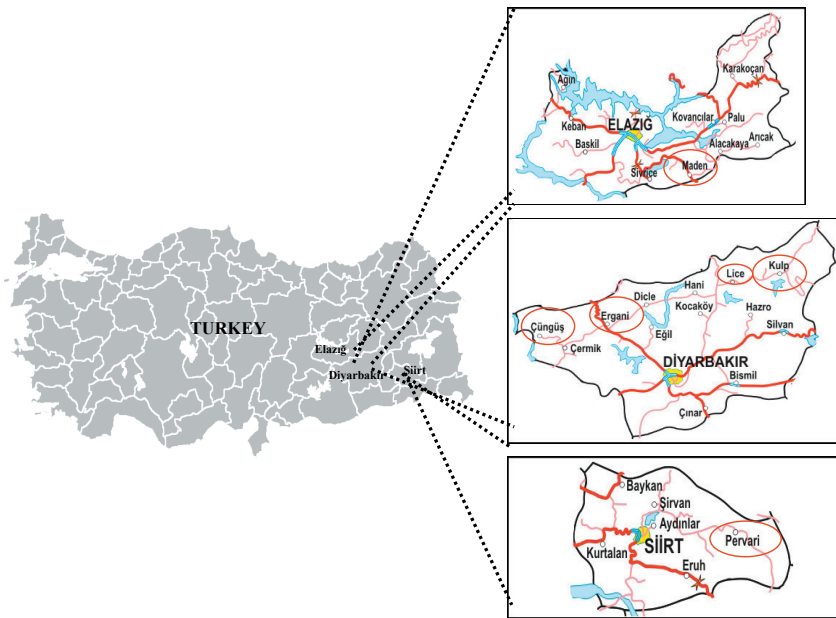 TURKEY
Elazığ
Diyarbakır
Siirt
Karakoçan
Ağın
Keban
ELAZIĞ
Kovancılar
Palu
Baskil
Alacakaya
Arıcak
Sivrice
Maden
Lice
Kulp
Hani
Dicle
Kocaköy
Hazro
Ergani
Çüngüş
Eğil
Silvan
Çermik
DİYARBAKIR
Bismil
Çınar
Baykan
Şirvan
Aydınlar
Kurtalan
SİİRT
Pervari
Eruh